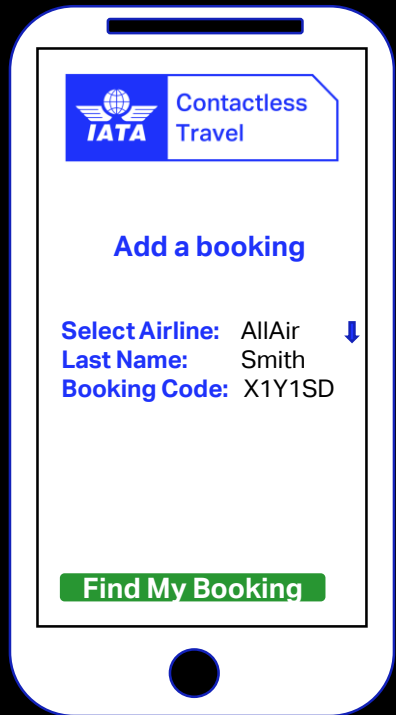 IATA
Contactless
Travel
Add a booking
Select Airline: AllAir
Last Name: Smith
Booking Code: X1Y1SD
Find My Booking